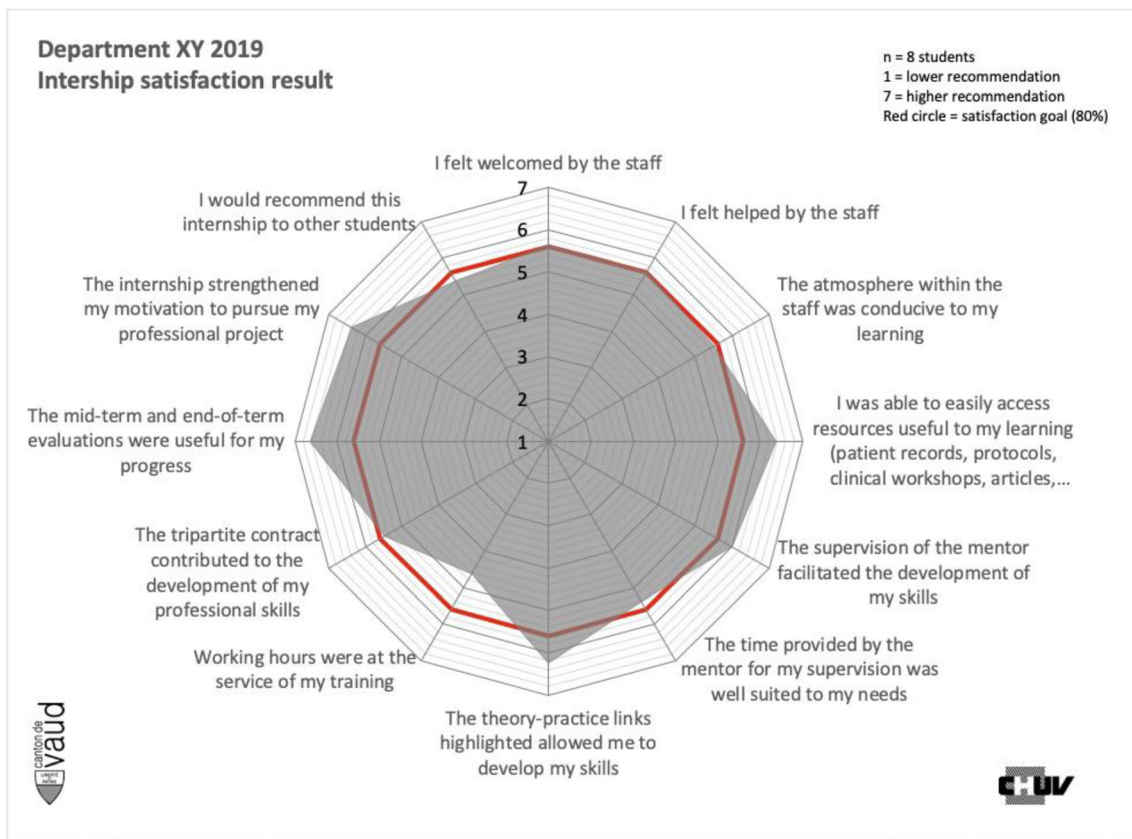 Department XY 2019
Intership satisfaction result
n = 8 students
1 = lower recommendation
7 = higher recommendation
Red circle = satisfaction goal (80%)
I felt welcomed by the staff
I felt helped by the staff
The atmosphere within the
staff was conducive to my
learning
I was able to easily access
resources useful to my learning
(patient records, protocols,
clinical workshops, articles,…
The supervision of the mentor
facilitated the development of
my skills
The time provided by the
mentor for my supervision was
well suited to my needs
The theory-practice links
highlighted allowed me to
develop my skills
Working hours were at the
service of my training
The tripartite contract
contributed to the
development of my
professional skills
The mid-term and end-of-term
evaluations were useful for my
progress
The internship strengthened
my motivation to pursue my
professional project
I would recommend this
internship to other students
7
6
5
4
3
2
1
canton de
vaud
LIBERTÉ
ET
PATRIE
CHUV